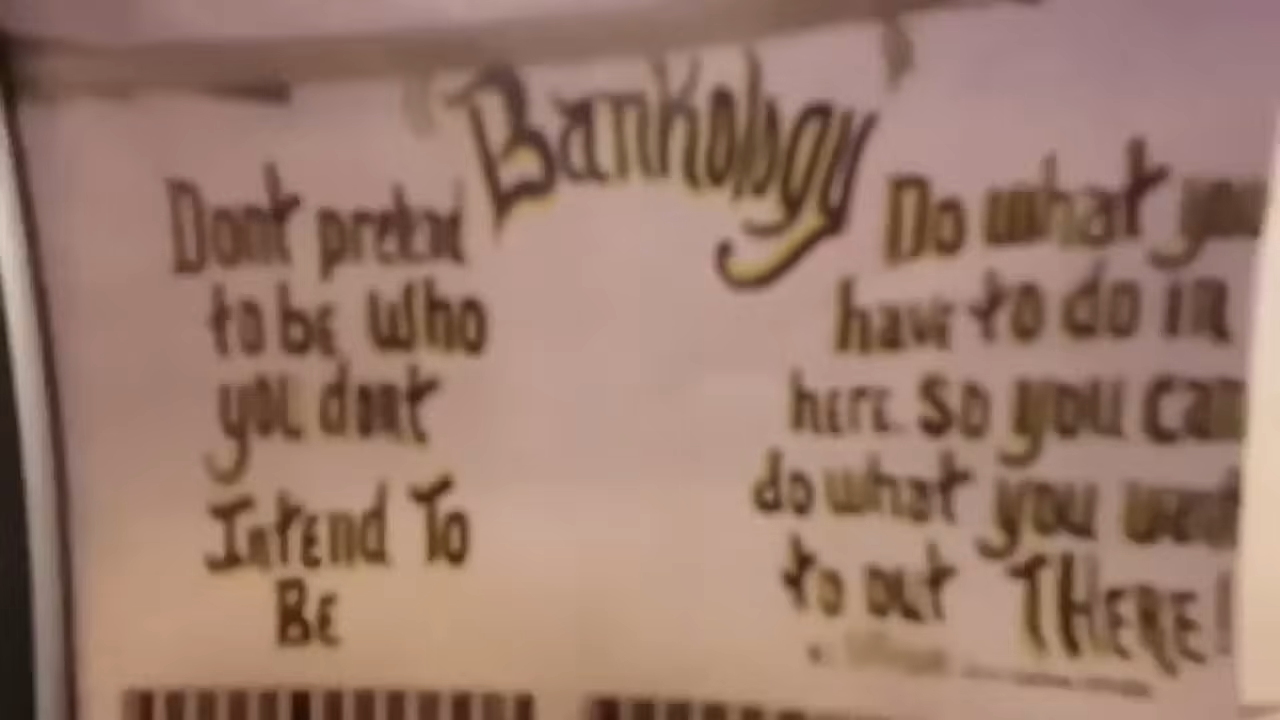 Bankology
Dont pretend
to be who
you dont
Intend To
BE
Do what you
have to do in
here. So you can
do what you want
to out THERE!